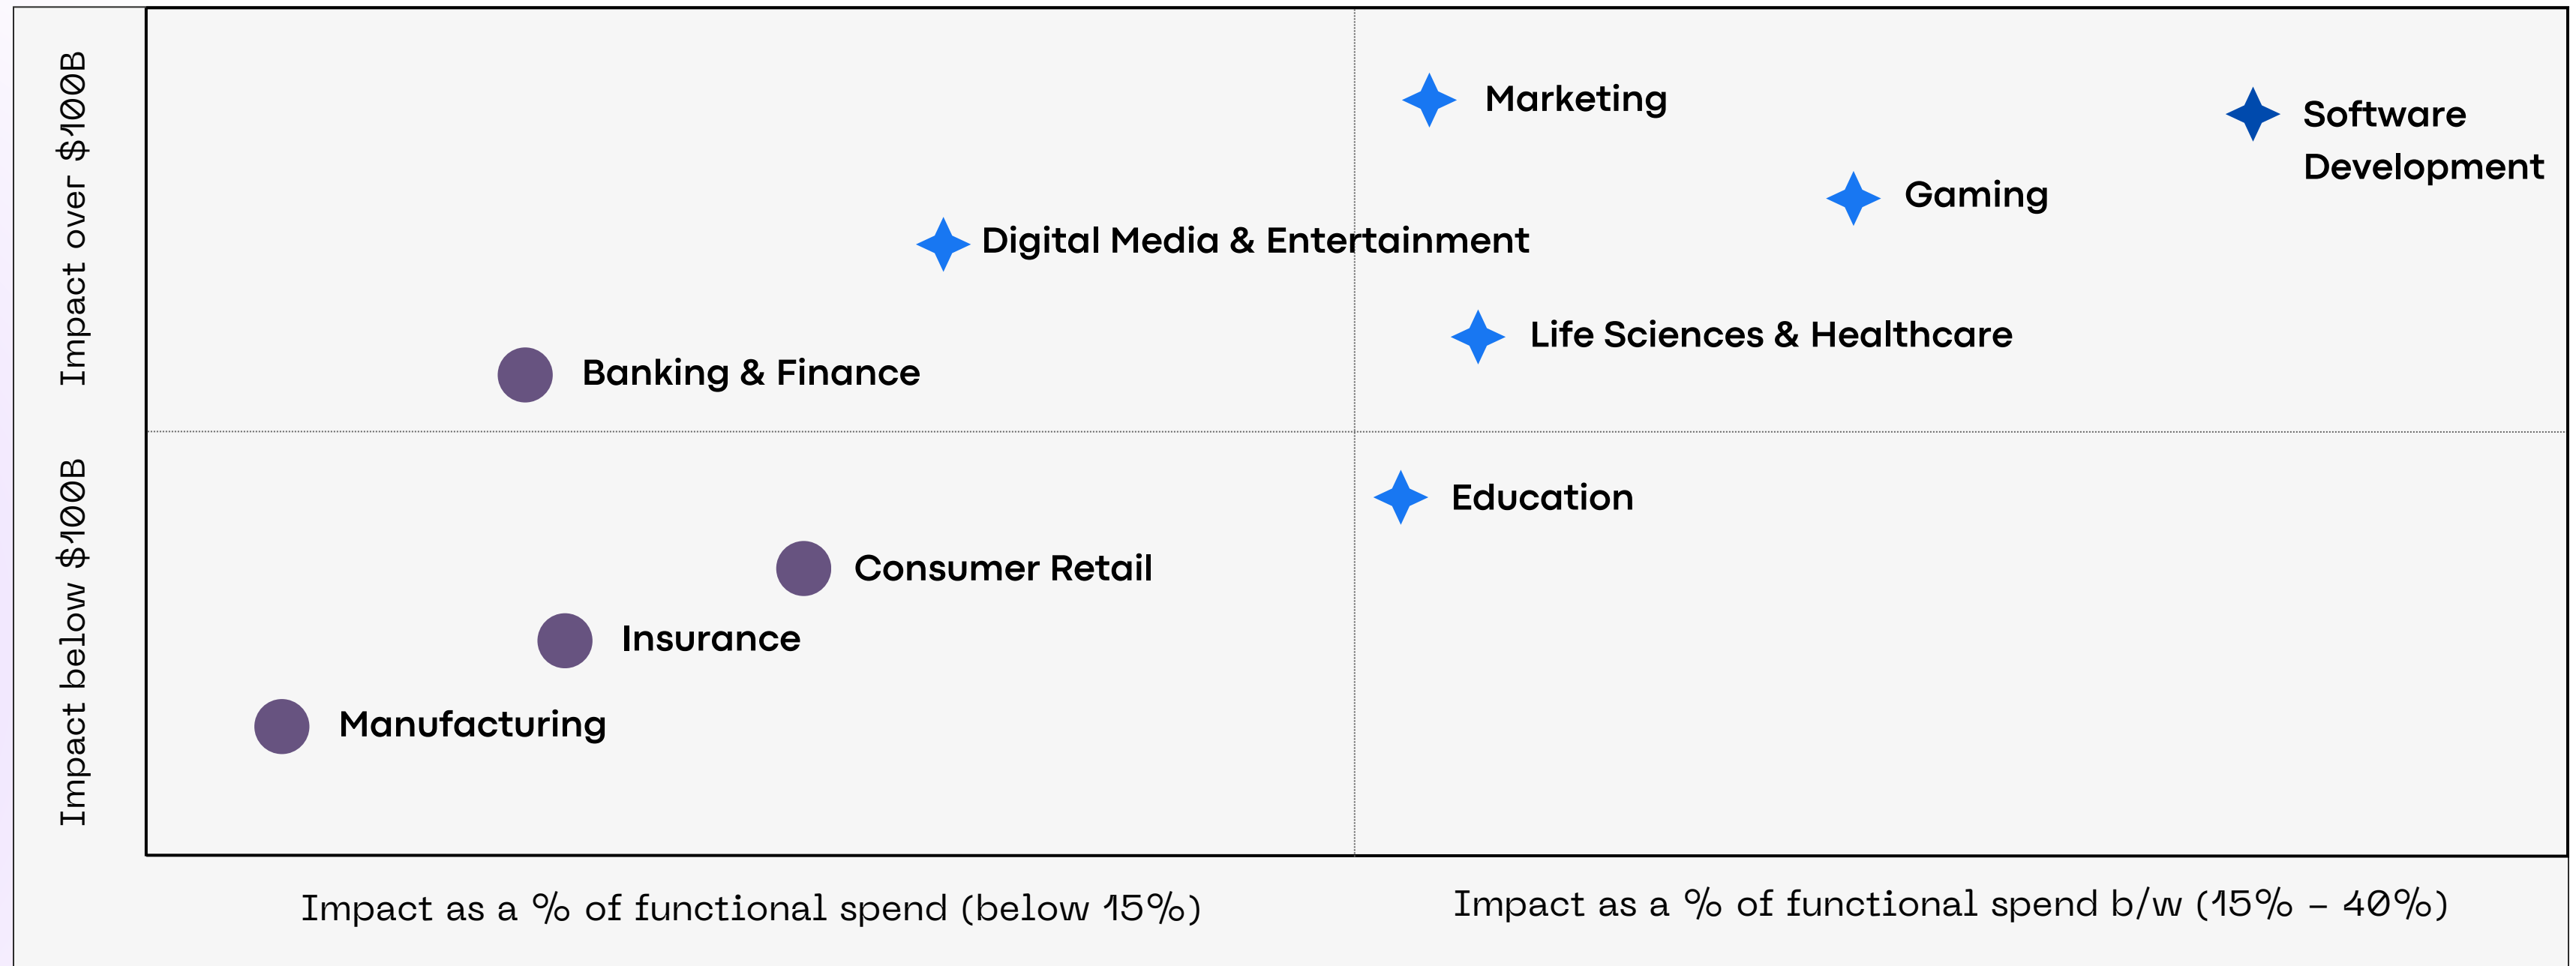 Impact over $100B
Marketing
Software
Development
Gaming
Digital Media & Entertainment
Life Sciences & Healthcare
Banking & Finance
Impact below $100B
Education
Consumer Retail
Insurance
Manufacturing
Impact as a % of functional spend (below 15%)
Impact as a % of functional spend b/w (15% – 40%)